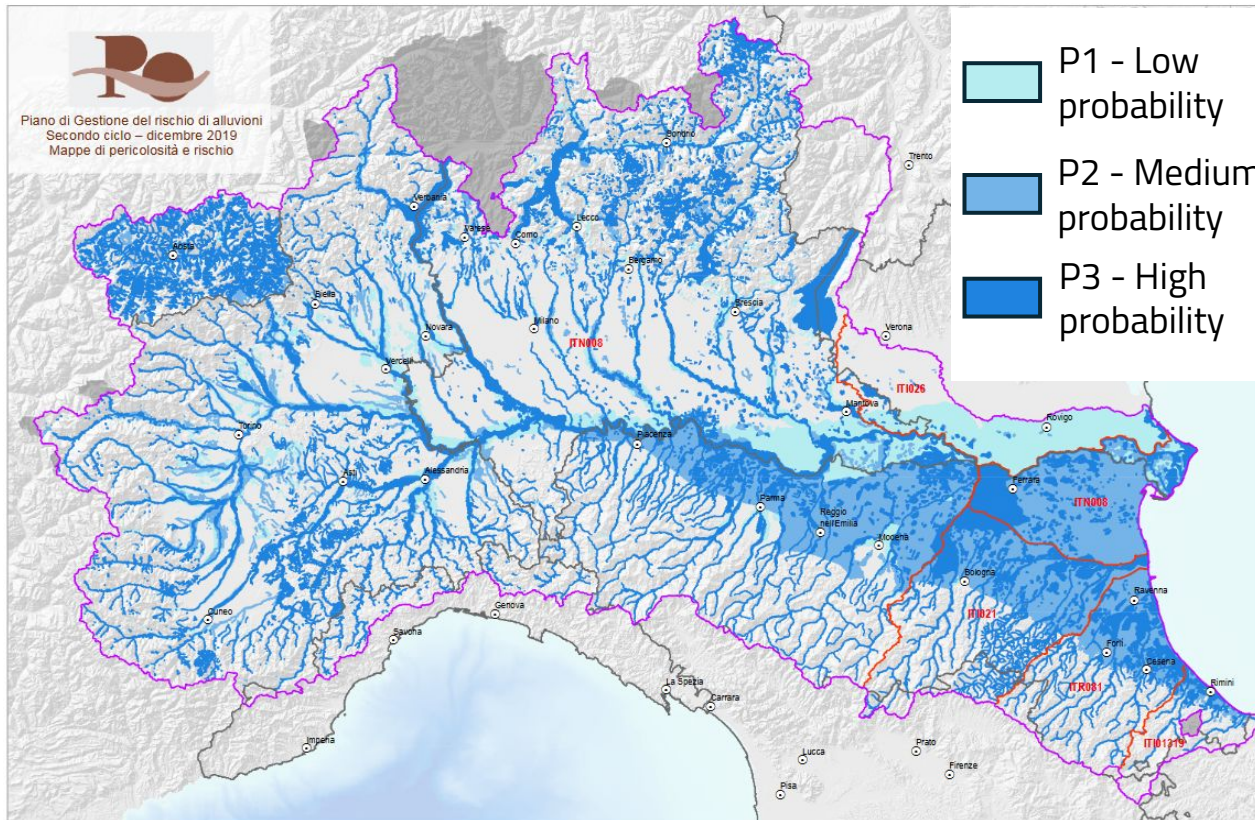 PO
Piano di Gestione del rischio di alluvioni
Secondo ciclo – dicembre 2019
Mappe di pericolosità e rischio
P1 - Low
probability
P2 - Medium
probability
P3 - High
probability
Sondrio
Trento
Verbania
Lecco
Varese
Como
Aosta
Bergamo
Biella
Brescia
Novara
Milano
Verona
ITN008
Vercelli
ITI026
Mantova
Rovigo
Torino
Piacenza
Asti
Alessandria
Ferrara
ITN008
Parma
Reggio
nell'Emilia
Modena
Bologna
Ravenna
Cuneo
Genova
ITI021
Savona
Forlì
Cesena
La Spezia
ITR081
Rimini
Carrara
Imperia
ITI01319
Prato
Lucca
Firenze
Pisa